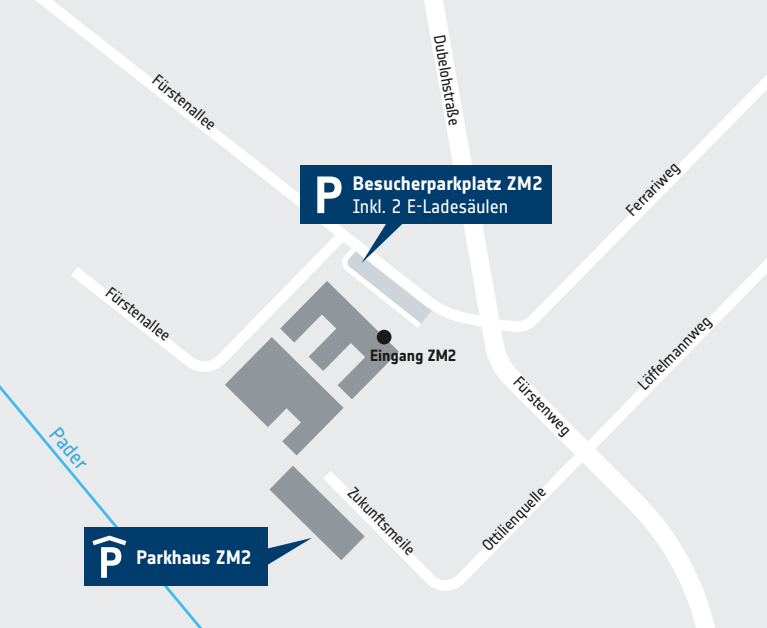 Dubelohstraße
Fürstenallee
P
Besucherparkplatz ZM2
Inkl. 2 E-Ladesäulen
Ferrariweg
Fürstenallee
Eingang ZM2
Löffelmannweg
Fürstenweg
Pader
Zukunftsmeile
Ottilienquelle
P
Parkhaus ZM2